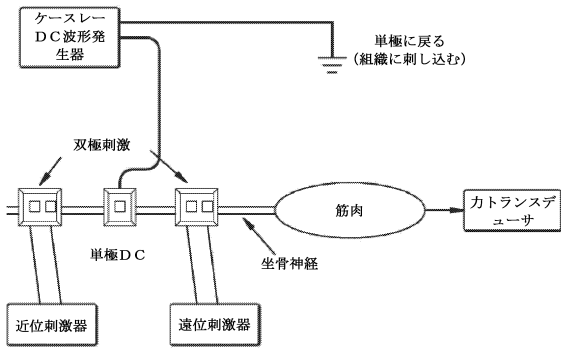 ケースレー
ＤＣ波形発
生器
単極に戻る
（組織に刺し込む）
双極刺激
筋肉
力トランスデ
ューサ
単極ＤＣ
坐骨神経
近位刺激器
遠位刺激器